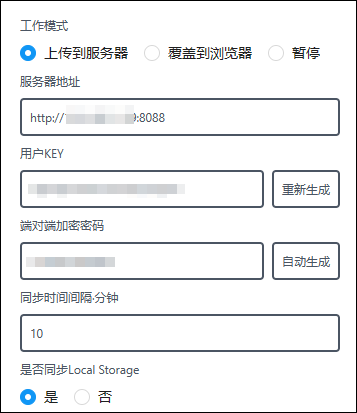 工作模式
上传到服务器 覆盖到浏览器 暂停
服务器地址
http:// 9:8088
用户KEY
重新生成
端对端加密密码
自动生成
同步时间间隔·分钟
10
是否同步Local Storage
是 否